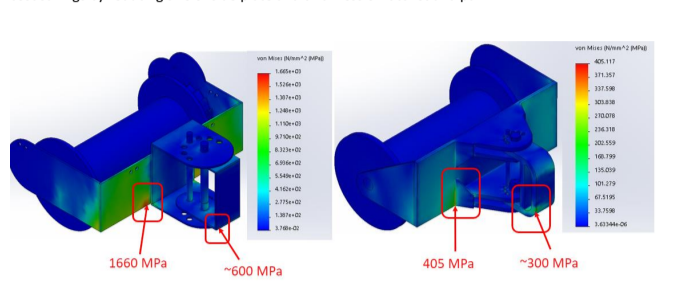 von Mises (N/mm^2 (MPa))
1.665e+03
1.526e+03
1.387e+03
1.248e+03
1.110e+03
9.710e+02
8.323e+02
6.936e+02
5.549e+02
4.162e+02
2.775e+02
1.387e+02
3.768e-02
1660 MPa
~600 MPa
von Mises (N/mm^2 (MPa))
405.117
371.357
337.598
303.838
270.078
236.318
202.559
168.799
135.039
101.279
67.5195
33.7598
3.63344e-06
405 MPa
~300 MPa